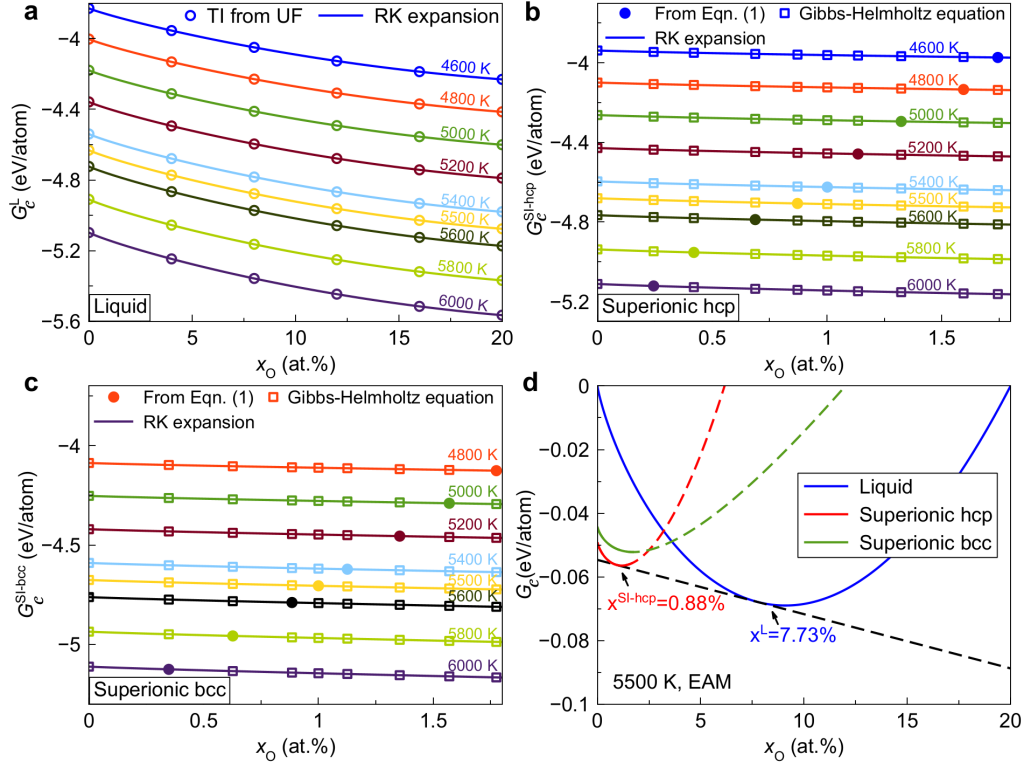 a
TI from UF RK expansion
4600 K
4800 K
5000 K
5200 K
5400 K
5500 K
5600 K
5800 K
6000 K
Liquid
−4
−4.4
−4.8
−5.2
−5.6
0 5 10 15 20
G_c^L (eV/atom)
x_O (at.%)
b
From Eqn. (1) Gibbs-Helmholtz equation
RK expansion
4600 K
4800 K
5000 K
5200 K
5400 K
5500 K
5600 K
5800 K
6000 K
Superionic hcp
−4
−4.4
−4.8
−5.2
0 0.5 1 1.5
G_c^SI-hcp (eV/atom)
x_O (at.%)
c
From Eqn. (1) Gibbs-Helmholtz equation
RK expansion
4800 K
5000 K
5200 K
5400 K
5500 K
5600 K
5800 K
6000 K
Superionic bcc
−4
−4.5
−5
0 0.5 1 1.5
G_c^SI-bcc (eV/atom)
x_O (at.%)
d
0
−0.02
−0.04
−0.06
−0.08
−0.1
Liquid
Superionic hcp
Superionic bcc
x^SI-hcp=0.88%
x^L=7.73%
5500 K, EAM
0 5 10 15 20
G_c(eV/atom)
x_O (at.%)